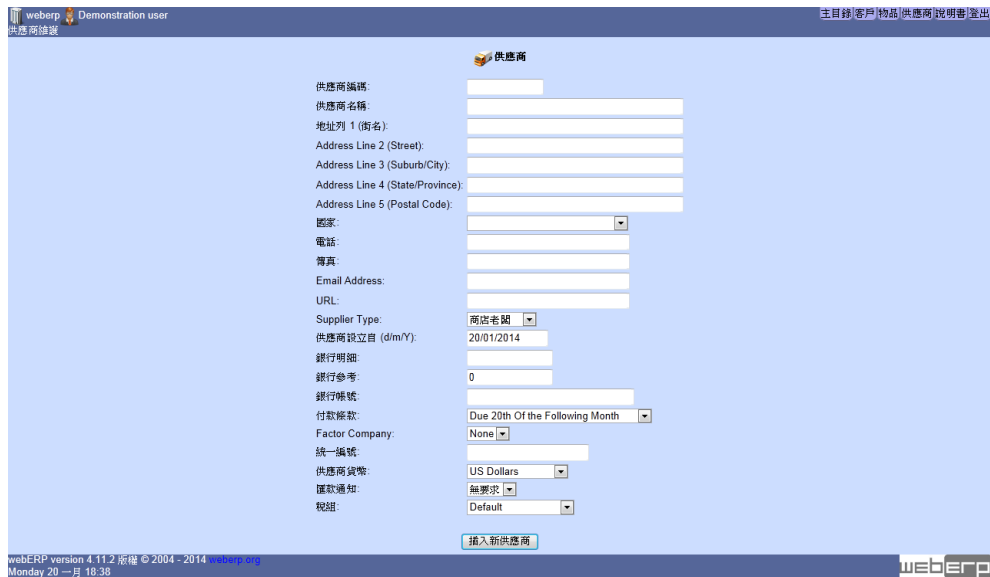 weberp Demonstration user 主目錄 客戶 物品 供應商 說明書 登出
供應商維護
供應商
供應商編碼:
供應商名稱:
地址列 1 (街名):
Address Line 2 (Street):
Address Line 3 (Suburb/City):
Address Line 4 (State/Province):
Address Line 5 (Postal Code):
國家:
電話:
傳真:
Email Address:
URL:
Supplier Type: 商店老闆
供應商設立自 (d/m/Y): 20/01/2014
銀行明細:
銀行參考: 0
銀行帳號:
付款條款: Due 20th Of the Following Month
Factor Company: None
統一編號:
供應商貨幣: US Dollars
匯款通知: 無要求
稅組: Default
插入新供應商
webERP version 4.11.2 版權 © 2004 - 2014 weberp.org
Monday 20 一月 18:38
weberp